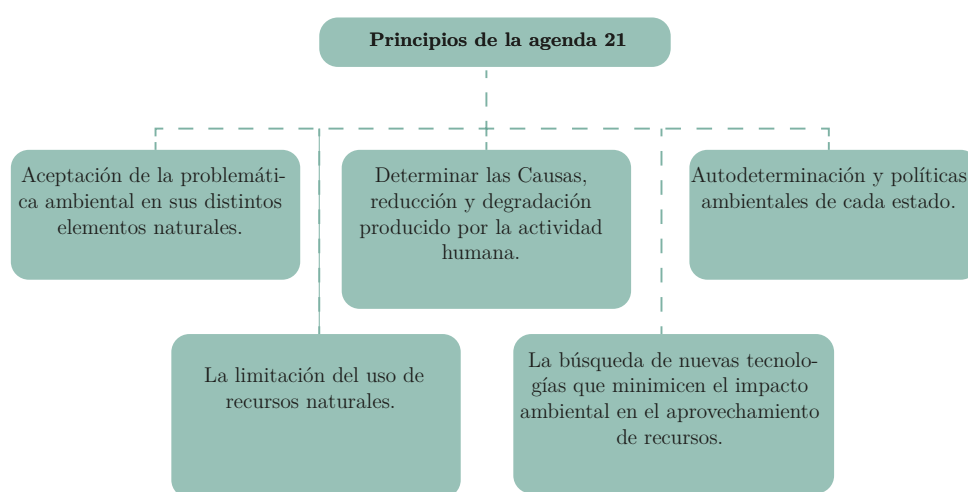 Principios de la agenda 21
Aceptación de la problemáti-
ca ambiental en sus distintos
elementos naturales.
Determinar las Causas,
reducción y degradación
producido por la actividad
humana.
Autodeterminación y políticas
ambientales de cada estado.
La limitación del uso de
recursos naturales.
La búsqueda de nuevas tecnolo-
gías que minimicen el impacto
ambiental en el aprovechamiento
de recursos.